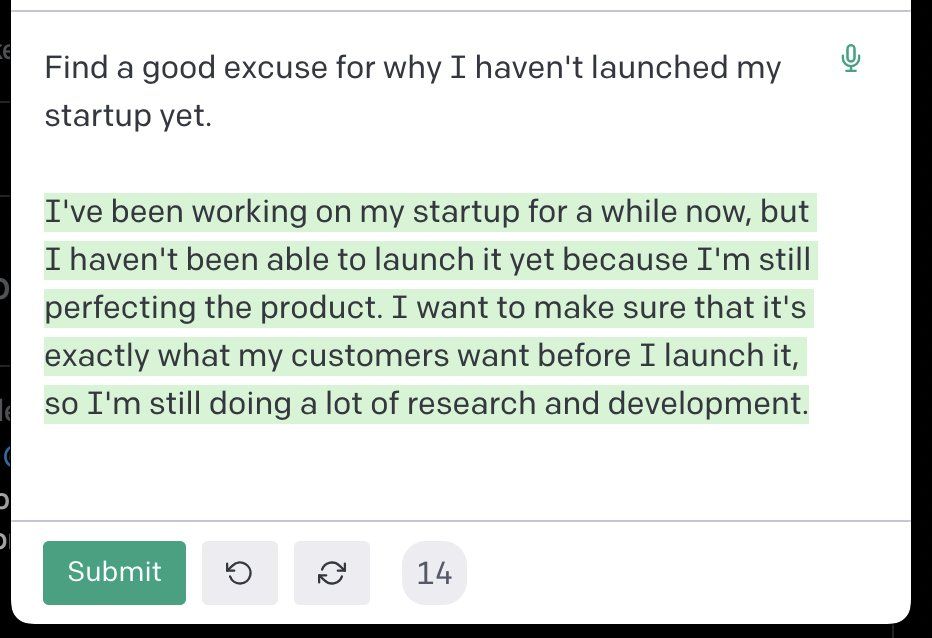 Find a good excuse for why I haven't launched my
startup yet.
I've been working on my startup for a while now, but
I haven't been able to launch it yet because I'm still
perfecting the product. I want to make sure that it's
exactly what my customers want before I launch it,
so I'm still doing a lot of research and development.
Submit
14